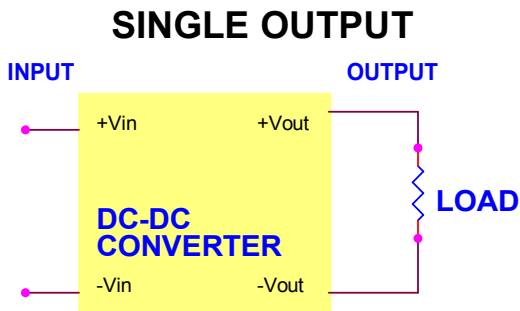 SINGLE OUTPUT
INPUT
OUTPUT
+Vin
+Vout
LOAD
DC-DC
CONVERTER
-Vin
-Vout